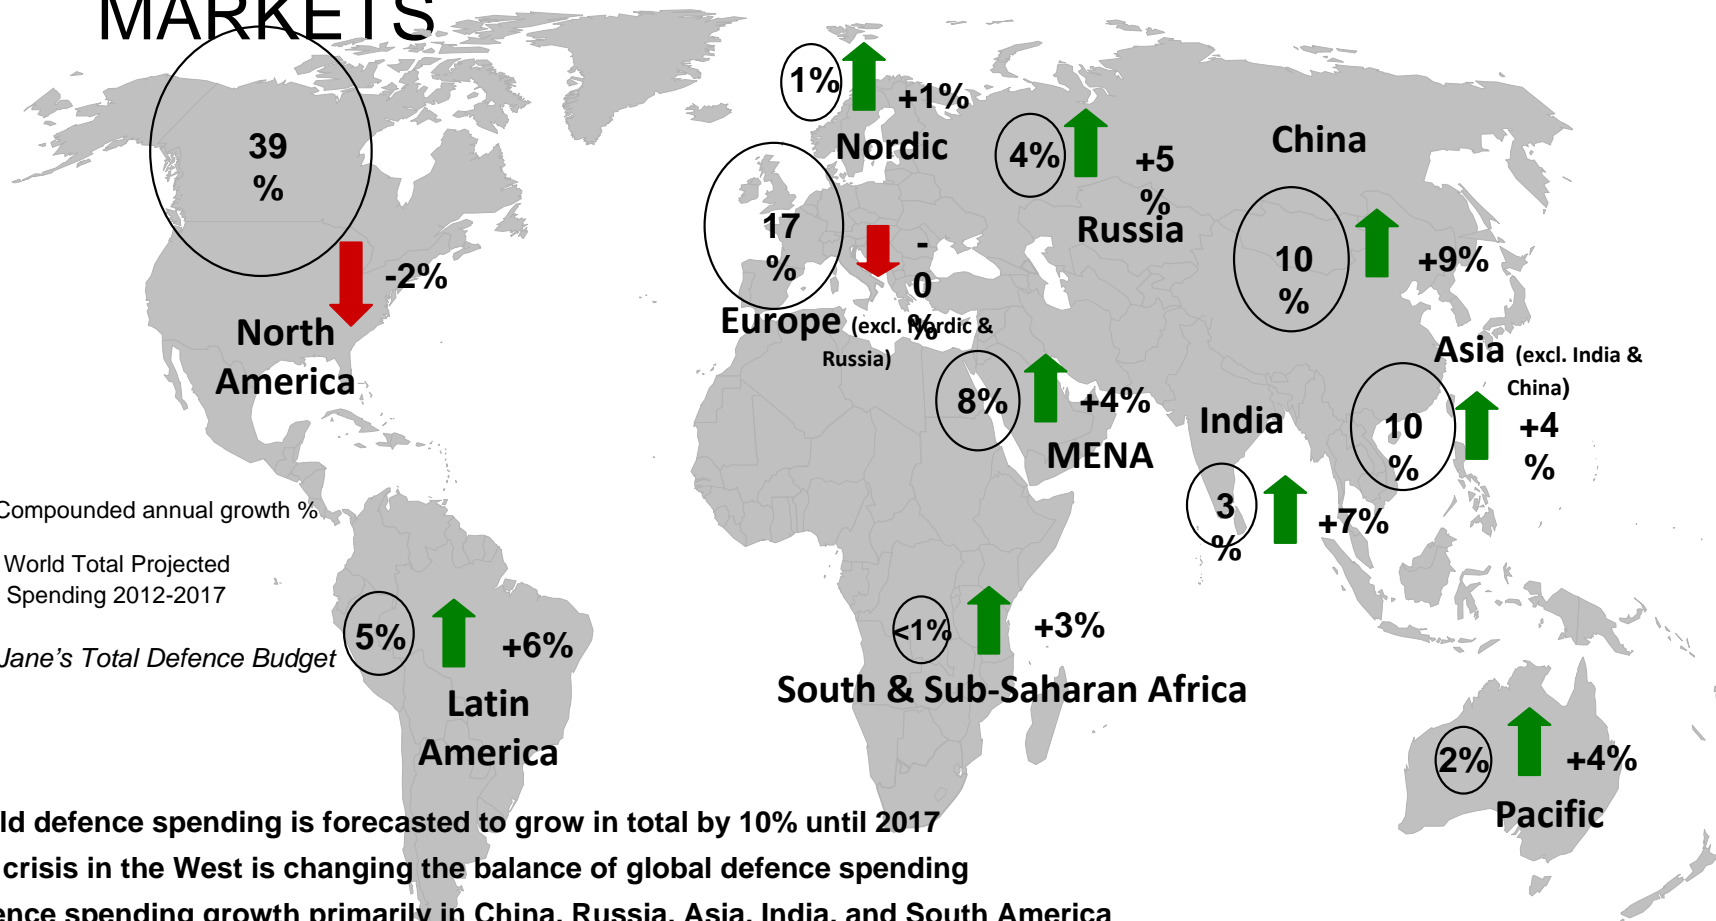 MARKETS
39
%
-2%
North
America
1%
+1%
Nordic
4%
+5
%
Russia
China
10
%
+9%
17
%
-
0
%
Europe (excl. Nordic &
Russia)
8%
+4%
MENA
India
3
%
+7%
Asia (excl. India &
China)
10
%
+4
%
Compounded annual growth %
World Total Projected
Spending 2012-2017
Jane’s Total Defence Budget
5%
+6%
Latin
America
<1%
+3%
South & Sub-Saharan Africa
2%
+4%
Pacific
ld defence spending is forecasted to grow in total by 10% until 2017
crisis in the West is changing the balance of global defence spending
ence spending growth primarily in China, Russia, Asia, India, and South America